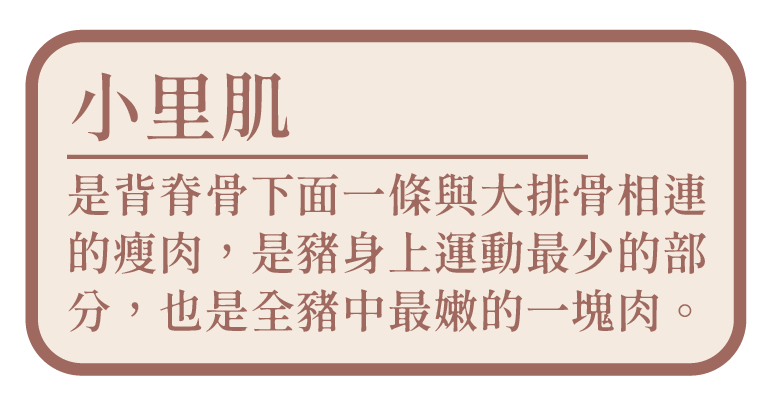 小里肌
是背脊骨下面一條與大排骨相連
的瘦肉，是豬身上運動最少的部
分，也是全豬中最嫩的一塊肉。